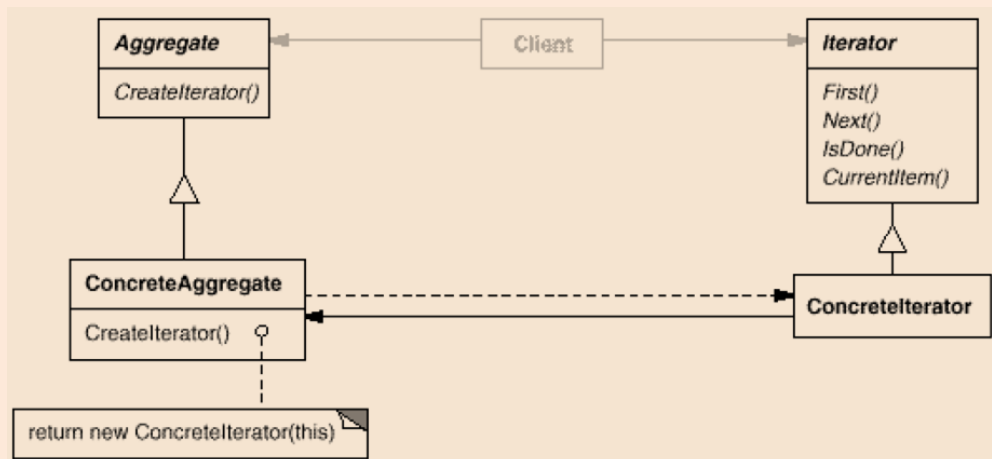 Aggregate
CreateIterator()
Client
Iterator
First()
Next()
IsDone()
CurrentItem()
ConcreteAggregate
CreateIterator()
ConcreteIterator
return new ConcreteIterator(this)